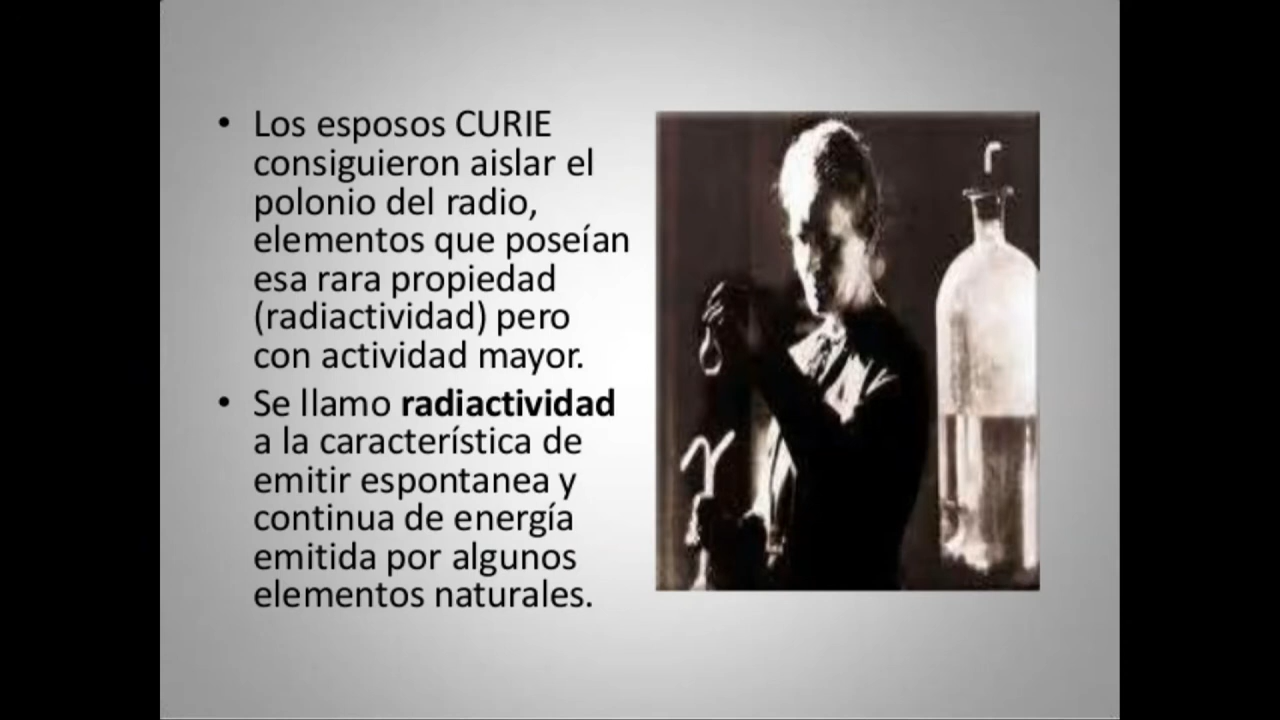 • Los esposos CURIE
consiguieron aislar el
polonio del radio,
elementos que poseían
esa rara propiedad
(radiactividad) pero
con actividad mayor.
• Se llamo radiactividad
a la característica de
emitir espontanea y
continua de energía
emitida por algunos
elementos naturales.